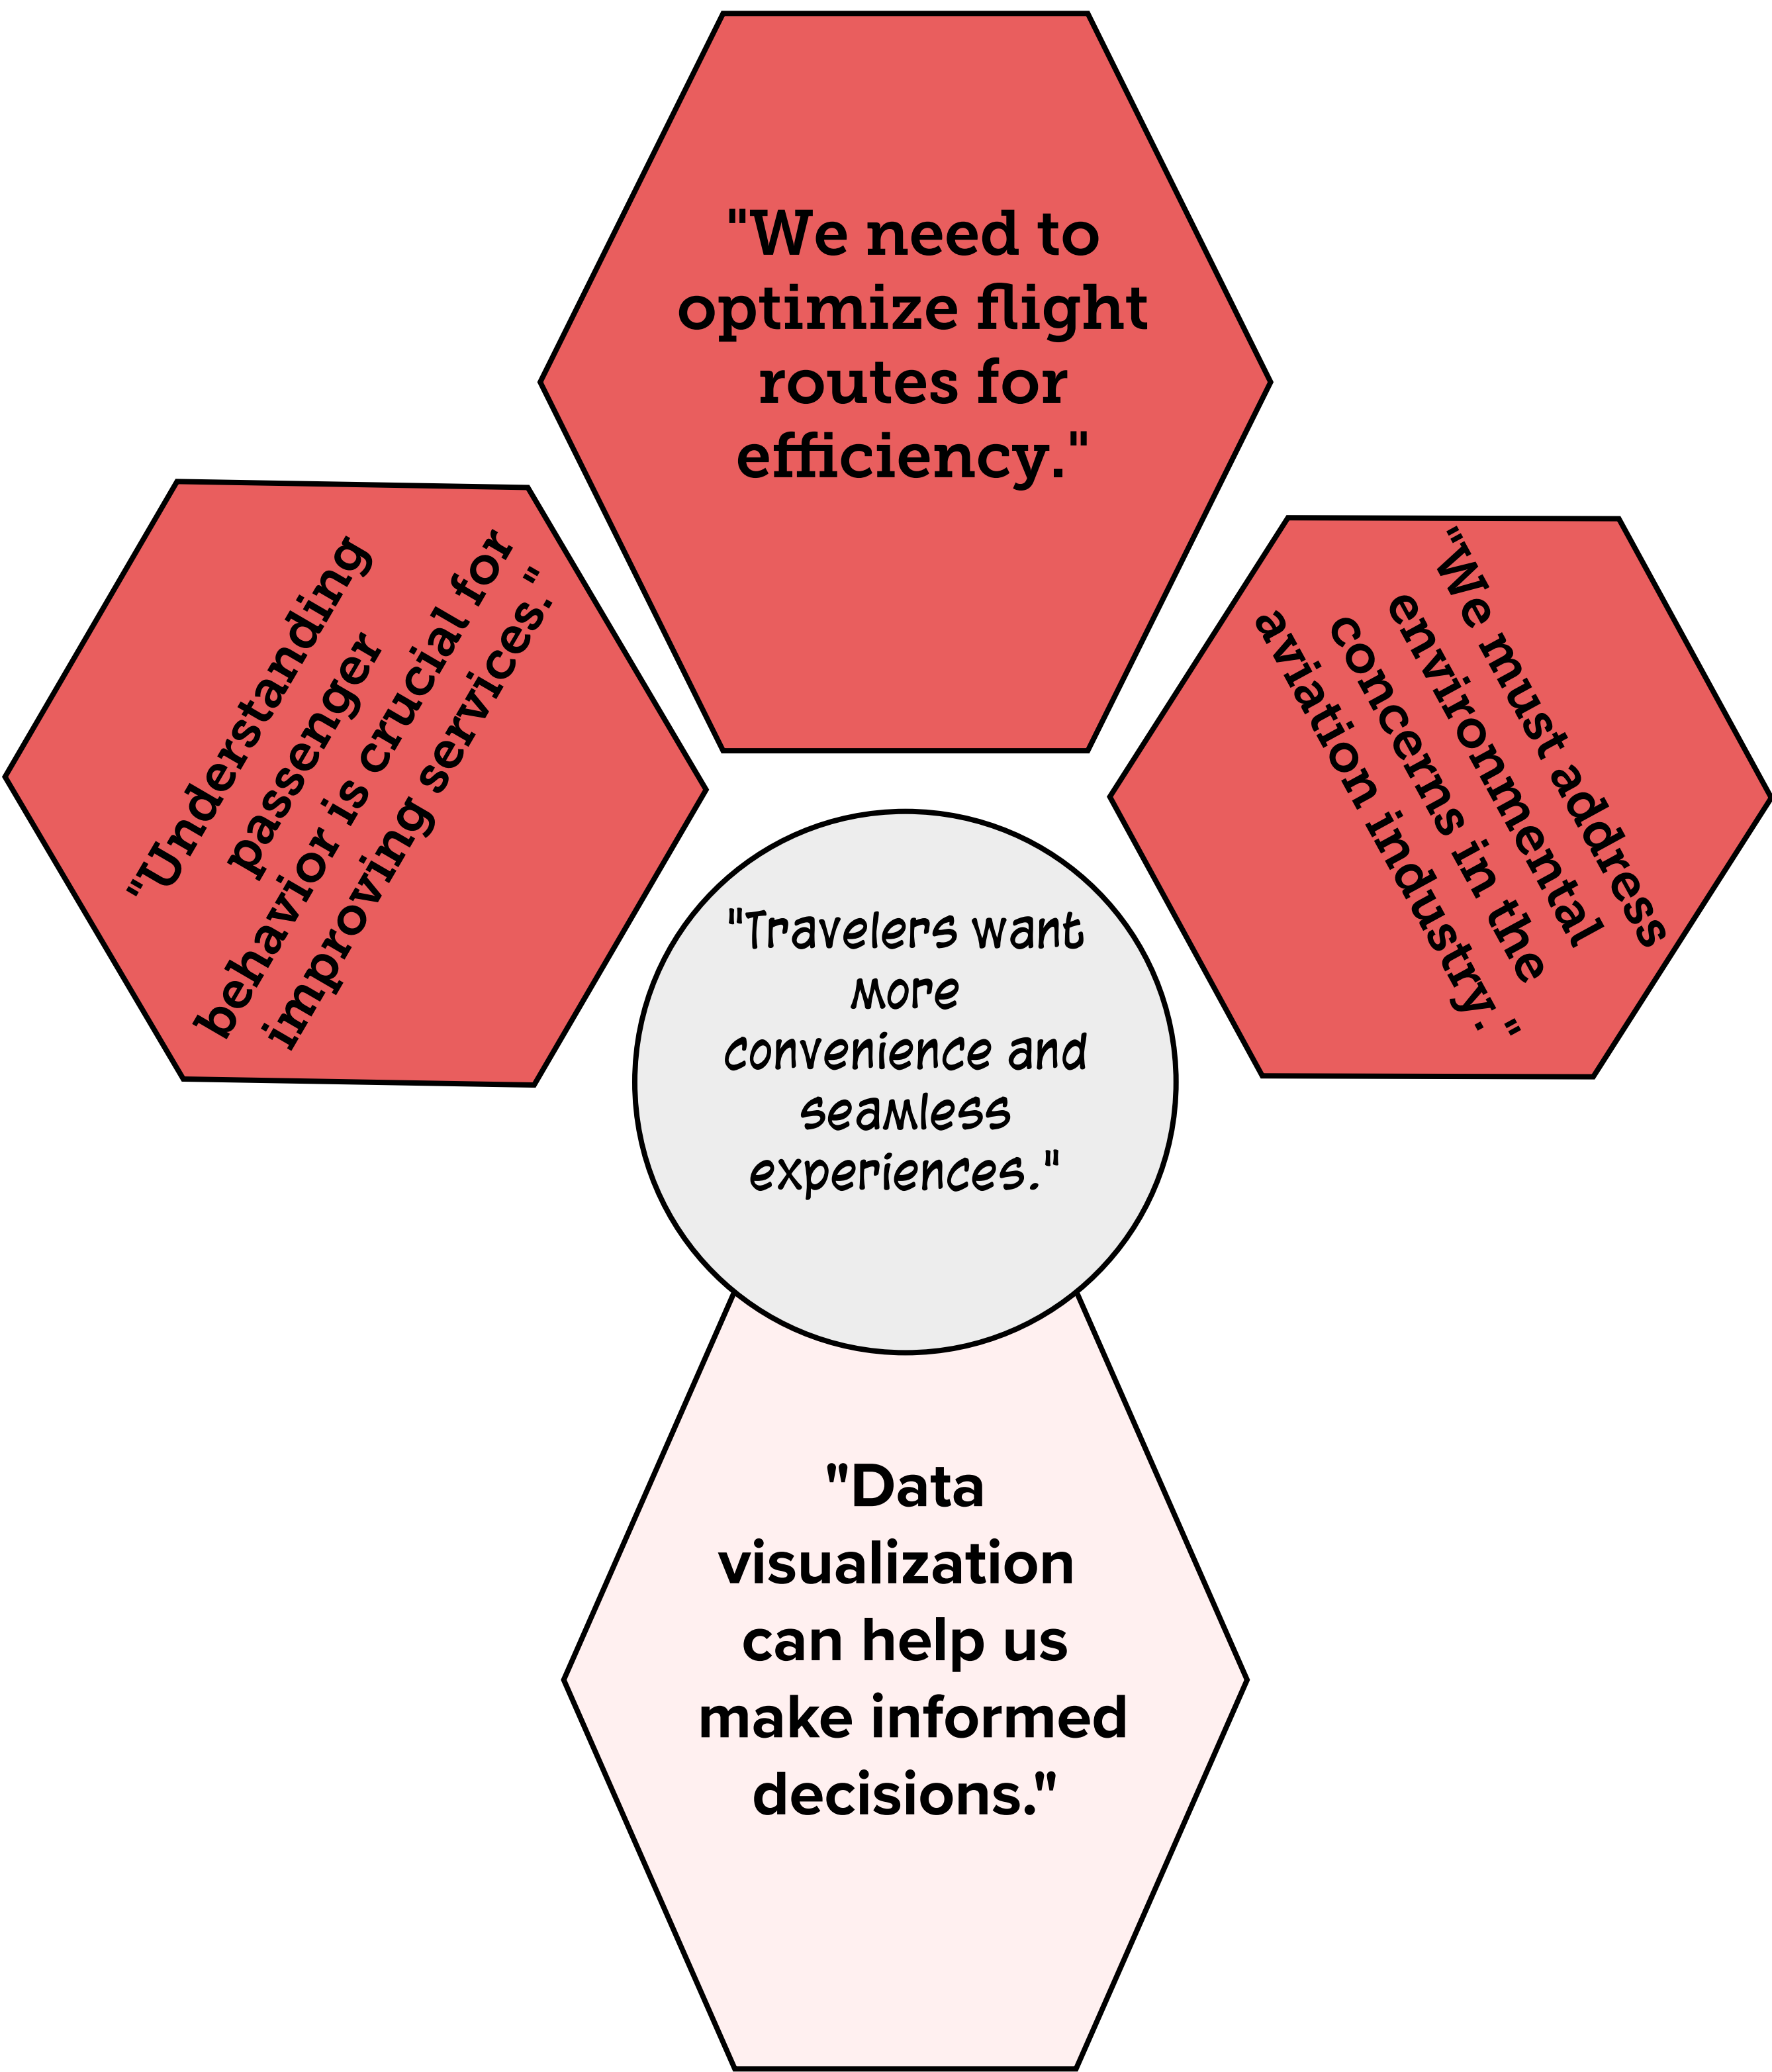 "We need to
optimize flight
routes for
efficiency."
"Understanding
passenger
behavior is crucial for
improving services."
"We must address
environmental
concerns in the
aviation industry."
"Travelers want
more
convenience and
seamless
experiences."
"Data
visualization
can help us
make informed
decisions."